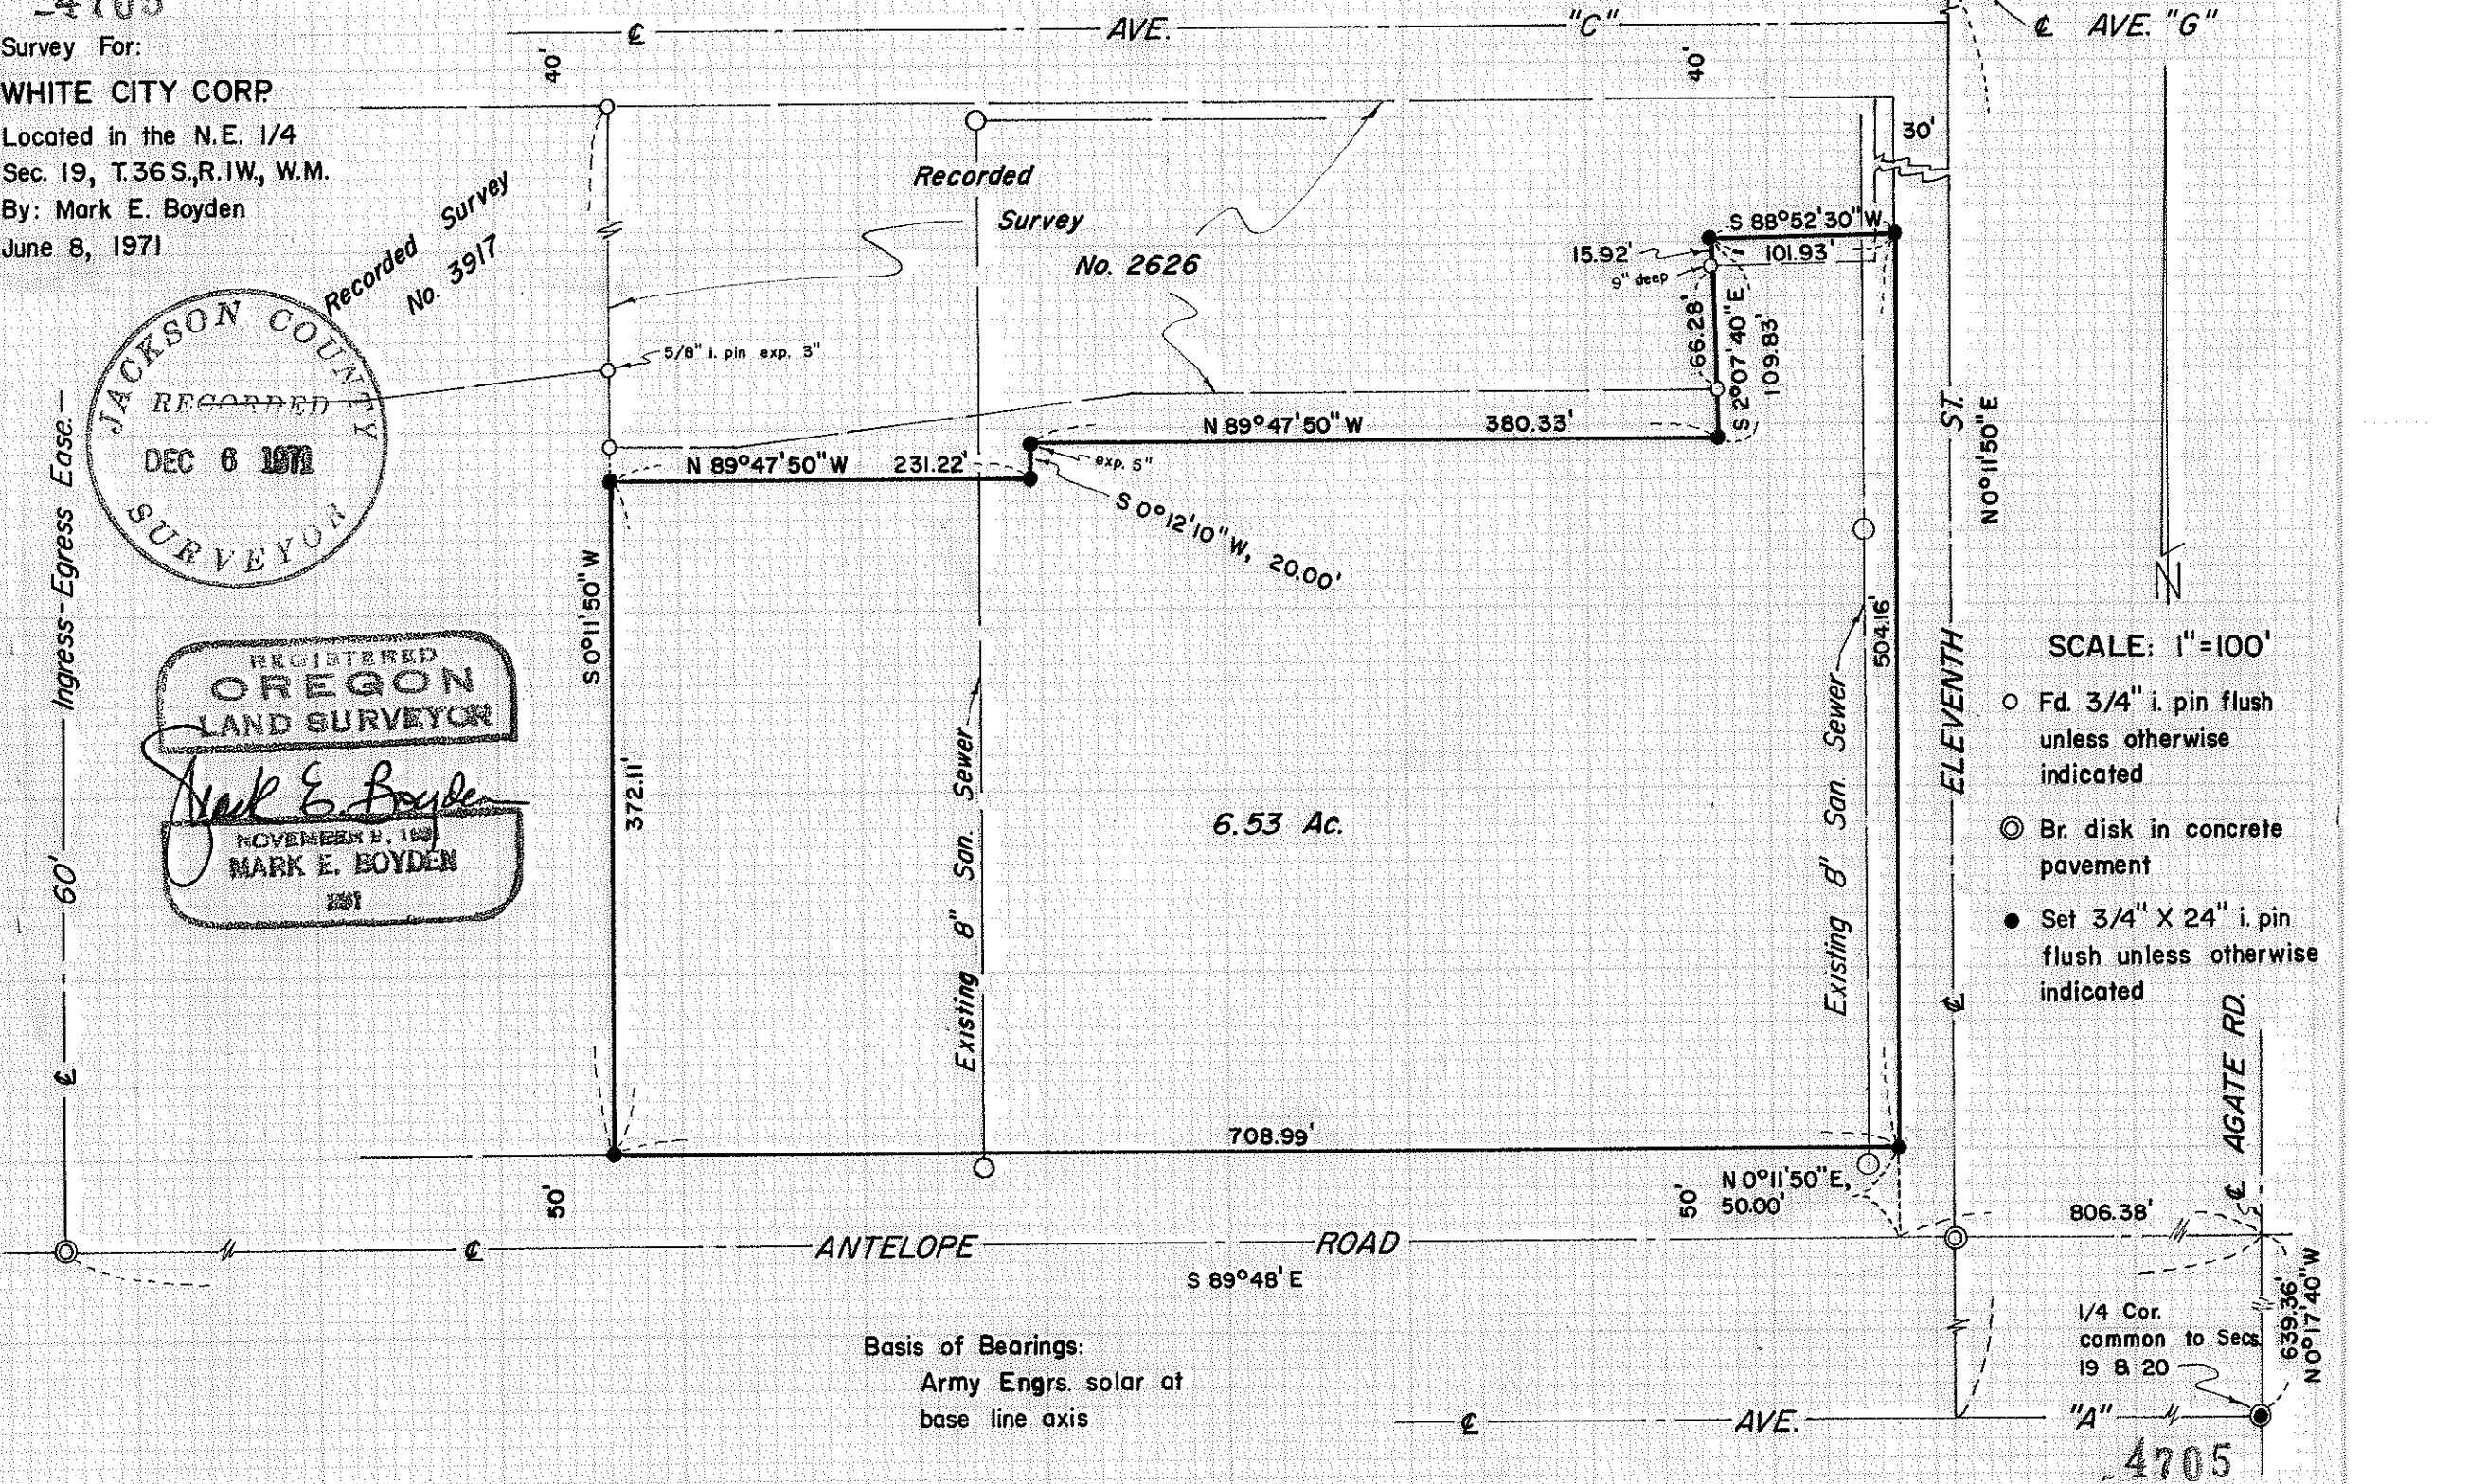 4705
Survey For:
WHITE CITY CORP.
Located in the N.E. 1/4
Sec. 19, T.36 S.,R.1W., W.M.
By: Mark E. Boyden
June 8, 1971
Recorded Survey
No. 3917
JACKSON COUNTY
RECORDED
DEC 6 1971
SURVEYOR
REGISTERED
OREGON
LAND SURVEYOR
Mark E. Boyden
MARK E. BOYDEN
℄ 60' Ingress-Egress Ease.
℄ AVE. "C"
40'
40'
℄ AVE. "G"
30'
Recorded
Survey
No. 2626
5/8" i. pin exp. 3"
S 88°52'30" W
101.93'
15.92'
9" deep
66.28'
S 2°07'40" E
109.83'
N 89°47'50" W 380.33'
N 89°47'50" W 231.22'
exp. 5"
S 0°12'10" W, 20.00'
S 0°11'50" W
372.11'
Existing 8" San. Sewer
6.53 Ac.
Existing 8" San. Sewer
504.16'
℄ ELEVENTH ST.
N 0°11'50" E
N
SCALE: 1"=100'
Fd. 3/4" i. pin flush
unless otherwise
indicated
Br. disk in concrete
pavement
Set 3/4" X 24" i. pin
flush unless otherwise
indicated
708.99'
50'
50'
N 0°11'50" E,
50.00'
℄ AGATE RD.
806.38'
℄ ANTELOPE ROAD
S 89°48' E
639.36'
N 0°17'40" W
1/4 Cor.
common to Secs.
19 & 20
Basis of Bearings:
Army Engrs. solar at
base line axis
℄ AVE. "A"
4705